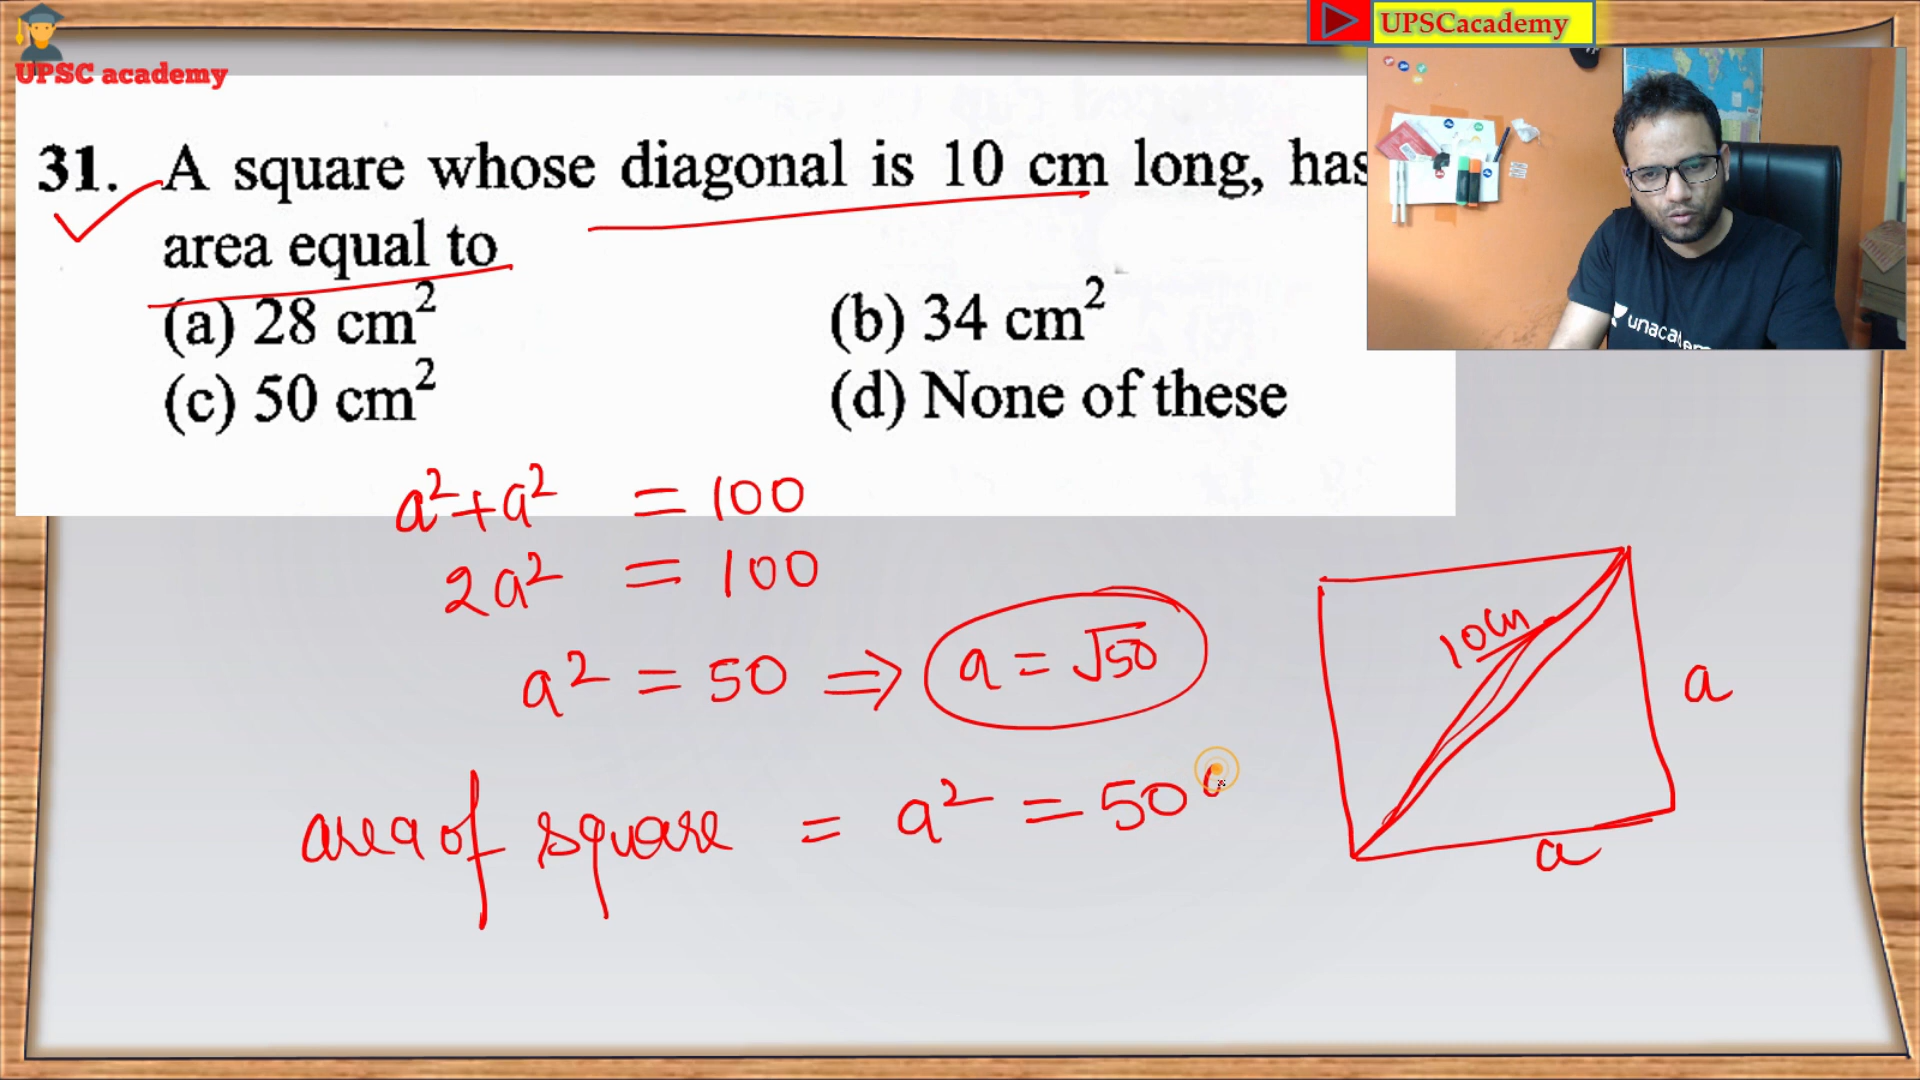 UPSC academy
UPSCacademy
31. A square whose diagonal is 10 cm long, has
area equal to
(a) 28 cm²
(b) 34 cm²
(c) 50 cm²
(d) None of these
a²+a² = 100
2a² = 100
a² = 50 ⇒ a = √50
area of square = a² = 50
10cm
a
a
unacademy